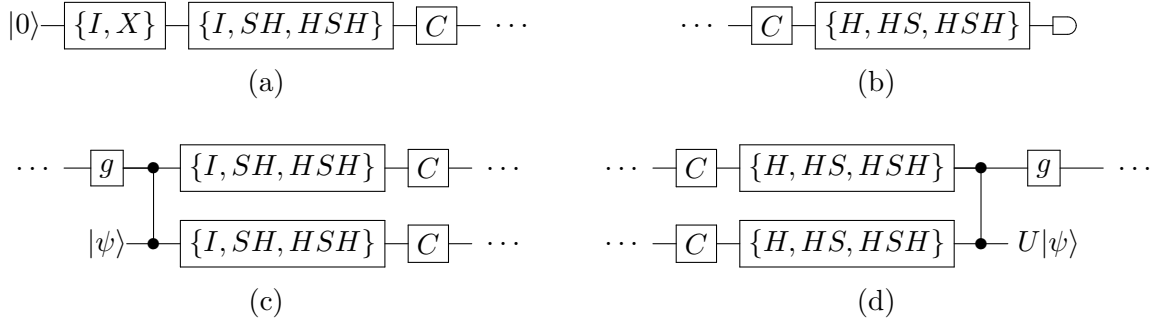 |0⟩ {I, X} {I, SH, HSH} C ⋯ ⋯ C {H, HS, HSH}
(a) (b)
⋯ g {I, SH, HSH} C ⋯ ⋯ C {H, HS, HSH} g ⋯
|ψ⟩ {I, SH, HSH} C ⋯ ⋯ C {H, HS, HSH} U|ψ⟩
(c) (d)